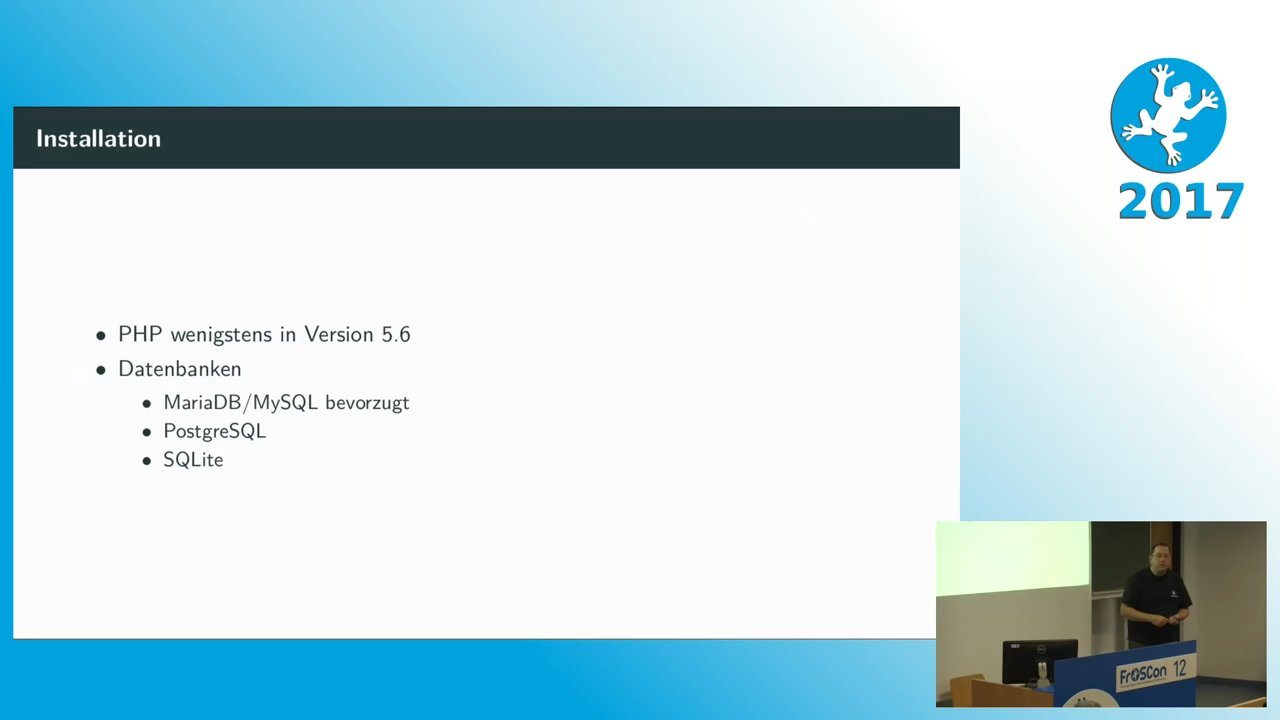 Installation
2017
• PHP wenigstens in Version 5.6
• Datenbanken
• MariaDB/MySQL bevorzugt
• PostgreSQL
• SQLite
FrOSCon 12